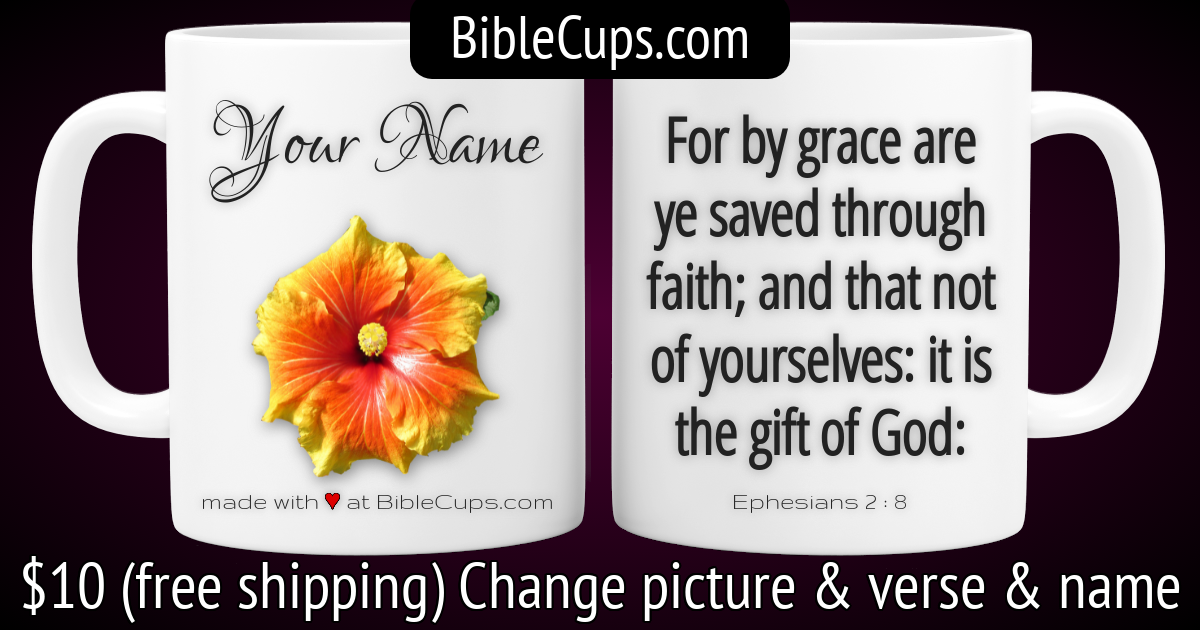 BibleCups.com
Your Name
made with ♥ at BibleCups.com
For by grace are
ye saved through
faith; and that not
of yourselves: it is
the gift of God:
Ephesians 2 : 8
$10 (free shipping) Change picture & verse & name